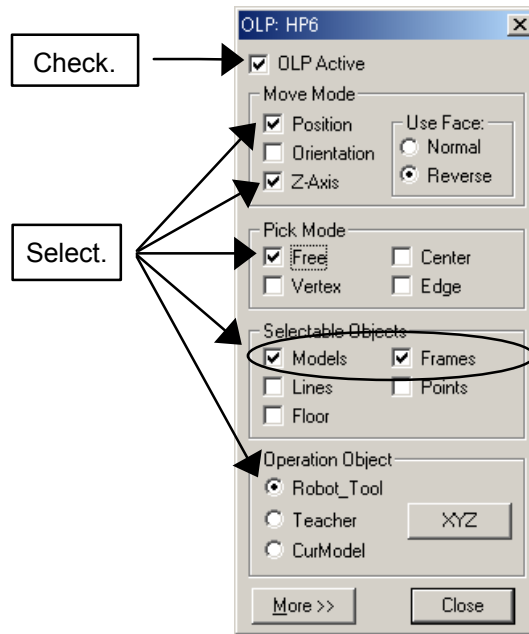 OLP: HP6
Check.
OLP Active
Move Mode
Position
Orientation
Z-Axis
Use Face:
Normal
Reverse
Select.
Pick Mode
Free
Center
Vertex
Edge
Selectable Objects
Models
Frames
Lines
Points
Floor
Operation Object
Robot_Tool
Teacher
XYZ
CurModel
More >>
Close